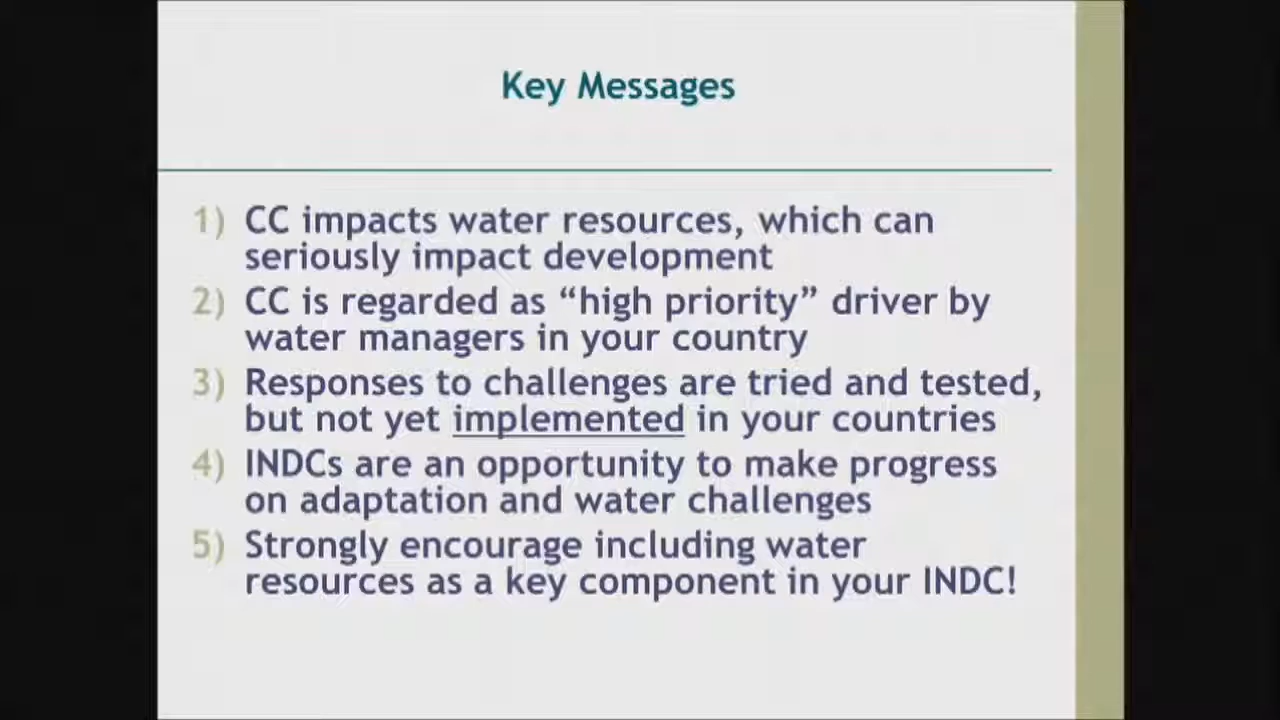 Key Messages
1) CC impacts water resources, which can
seriously impact development
2) CC is regarded as “high priority” driver by
water managers in your country
3) Responses to challenges are tried and tested,
but not yet implemented in your countries
4) INDCs are an opportunity to make progress
on adaptation and water challenges
5) Strongly encourage including water
resources as a key component in your INDC!